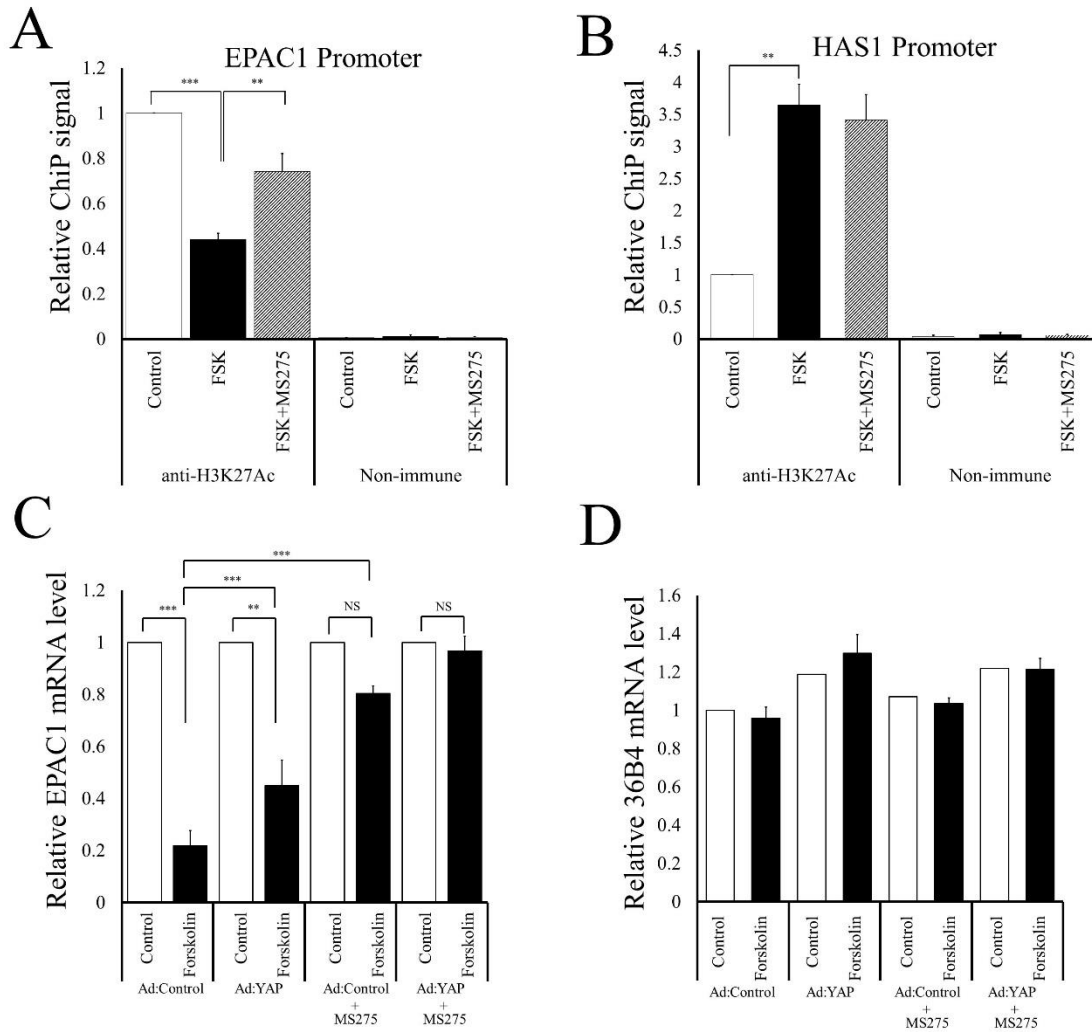 A
EPAC1 Promoter
Relative ChiP signal
1.2
1
0.8
0.6
0.4
0.2
0
***
**
Control
FSK
FSK+MS275
Control
FSK
FSK+MS275
anti-H3K27Ac
Non-immune
B
HAS1 Promoter
Relative ChiP signal
4.5
4
3.5
3
2.5
2
1.5
1
0.5
0
**
Control
FSK
FSK+MS275
Control
FSK
FSK+MS275
anti-H3K27Ac
Non-immune
C
Relative EPAC1 mRNA level
1.2
1
0.8
0.6
0.4
0.2
0
***
***
***
**
NS
NS
Control
Forskolin
Control
Forskolin
Control
Forskolin
Control
Forskolin
Ad:Control
Ad:YAP
Ad:Control
+
MS275
Ad:YAP
+
MS275
D
Relative 36B4 mRNA level
1.6
1.4
1.2
1
0.8
0.6
0.4
0.2
0
Control
Forskolin
Control
Forskolin
Control
Forskolin
Control
Forskolin
Ad:Control
Ad:YAP
Ad:Control
+
MS275
Ad:YAP
+
MS275